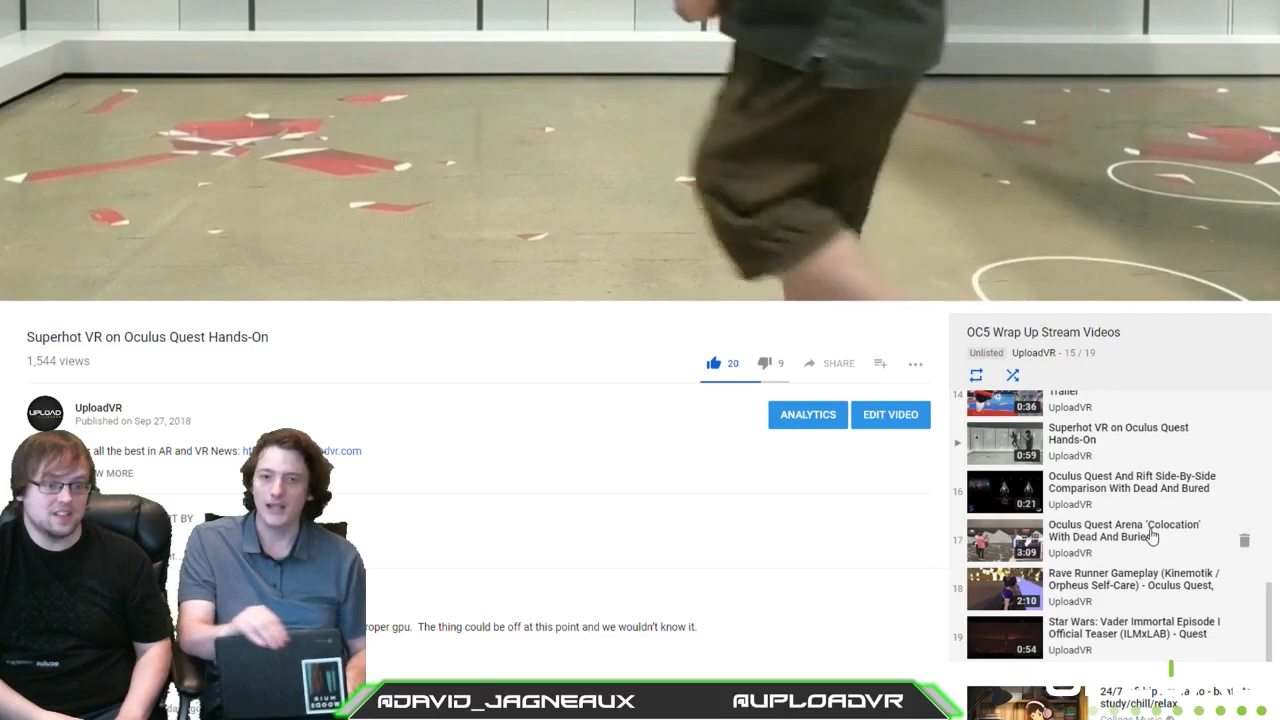 Superhot VR on Oculus Quest Hands-On
1,544 views
20
9
SHARE
UPLOAD
UploadVR
Published on Sep 27, 2018
ANALYTICS
EDIT VIDEO
all the best in AR and VR News:
dvr.com
MORE
BY
roper gpu. The thing could be off at this point and we wouldn't know it.
OC5 Wrap Up Stream Videos
Unlisted UploadVR - 15 / 19
14
Trailer
0:36
UploadVR
Superhot VR on Oculus Quest
Hands-On
0:59
UploadVR
16
Oculus Quest And Rift Side-By-Side
Comparison With Dead And Bured
0:21
UploadVR
17
Oculus Quest Arena 'Colocation'
With Dead And Buried
3:09
UploadVR
18
Rave Runner Gameplay (Kinemotik /
Orpheus Self-Care) - Oculus Quest,
2:10
UploadVR
19
Star Wars: Vader Immortal Episode I
Official Teaser (ILMxLAB) - Quest
0:54
UploadVR
24/7
study/chill/relax
College Music
@DAVID_JAGNEAUX
@UPLOADVR